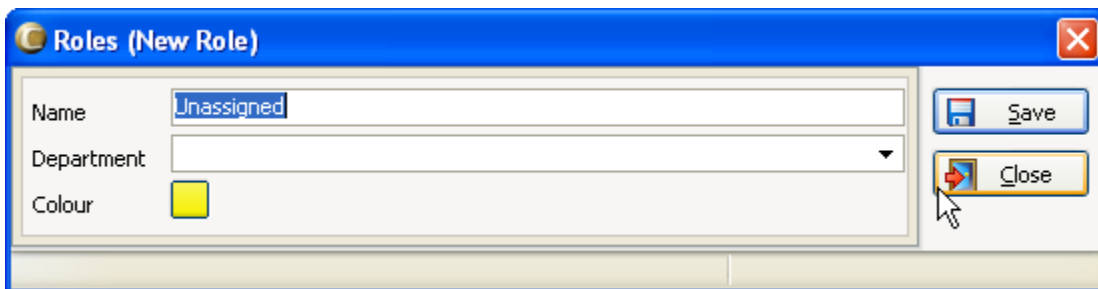 Roles (New Role)
Name
Unassigned
Save
Department
Close
Colour